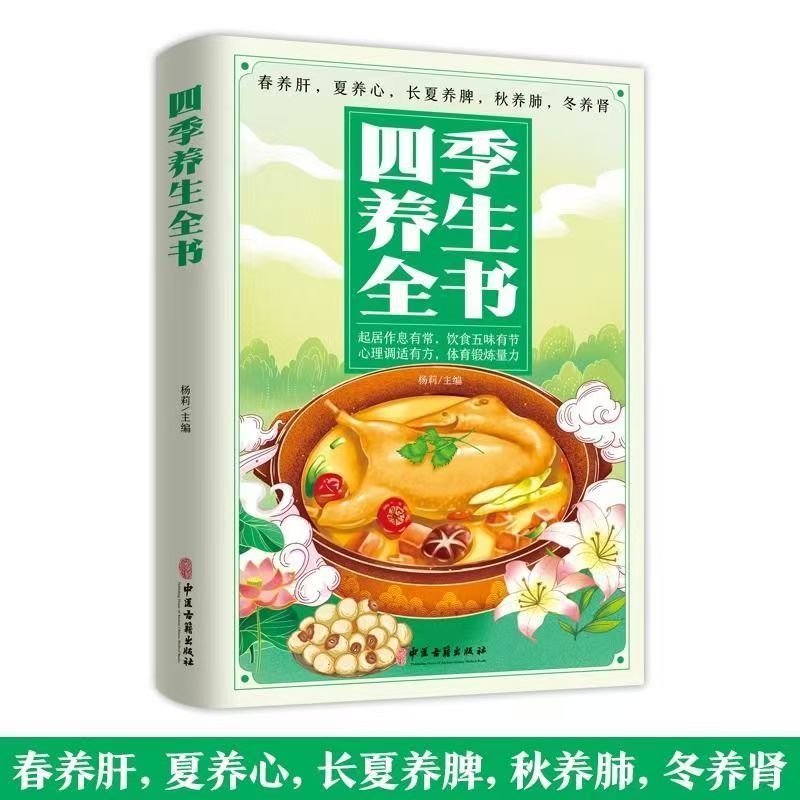 春养肝，夏养心，长夏养脾，秋养肺，冬养肾
四季
养生
全书
起居作息有常，饮食五味有节
心理调适有方，体育锻炼量力
杨莉/主编
中医古籍出版社
四季养生全书
杨莉/主编
中医古籍出版社
春养肝，夏养心，长夏养脾，秋养肺，冬养肾